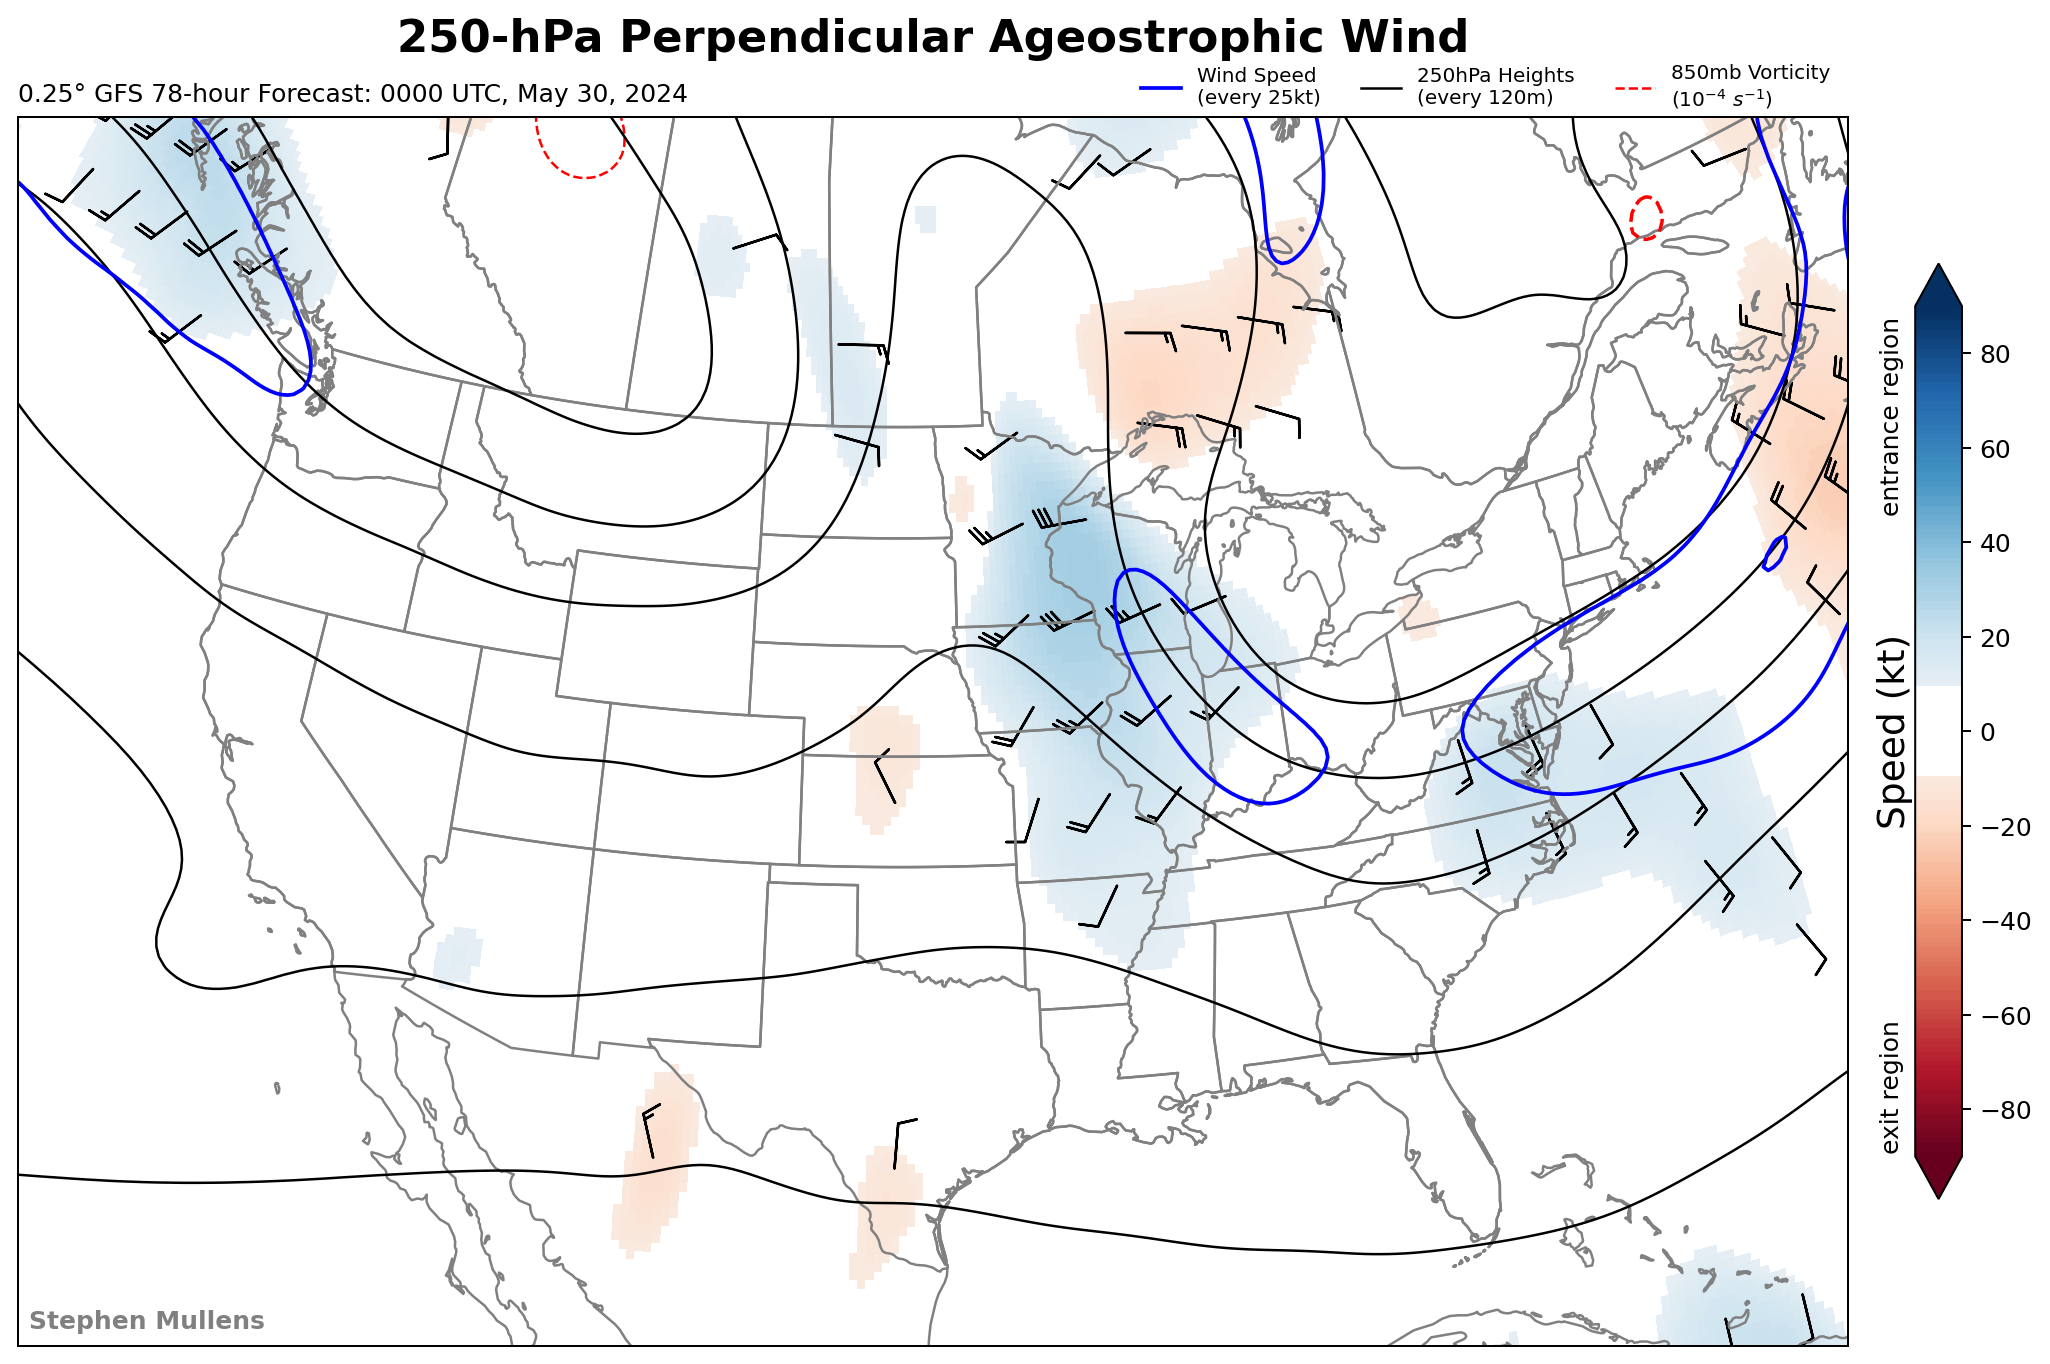 250-hPa Perpendicular Ageostrophic Wind
0.25° GFS 78-hour Forecast: 0000 UTC, May 30, 2024
Wind Speed
(every 25kt)
250hPa Heights
(every 120m)
850mb Vorticity
(10⁻⁴ s⁻¹)
entrance region
Speed (kt)
exit region
80
60
40
20
0
−20
−40
−60
−80
Stephen Mullens